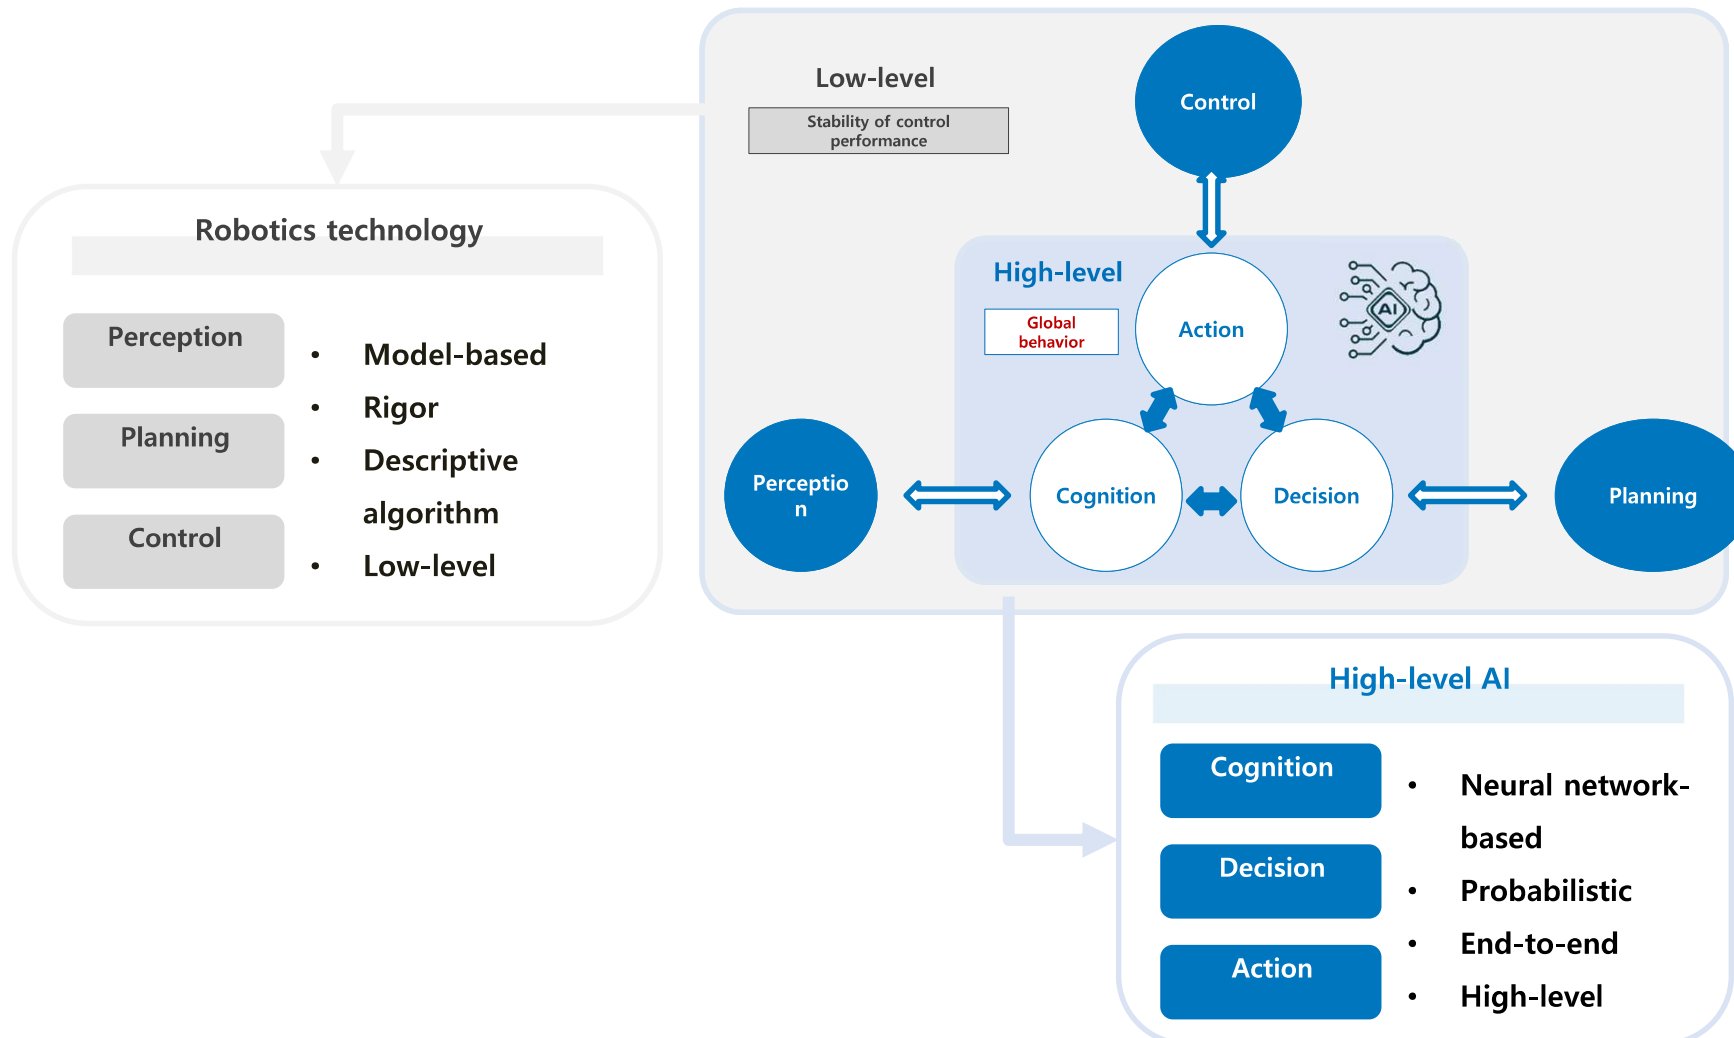 Low-level
Stability of control
performance
Control
High-level
Global
behavior
Action
AI
Perceptio
n
Cognition
Decision
Planning
Robotics technology
Perception
Planning
Control
• Model-based
• Rigor
• Descriptive
algorithm
• Low-level
High-level AI
Cognition
Decision
Action
• Neural network-
based
• Probabilistic
• End-to-end
• High-level